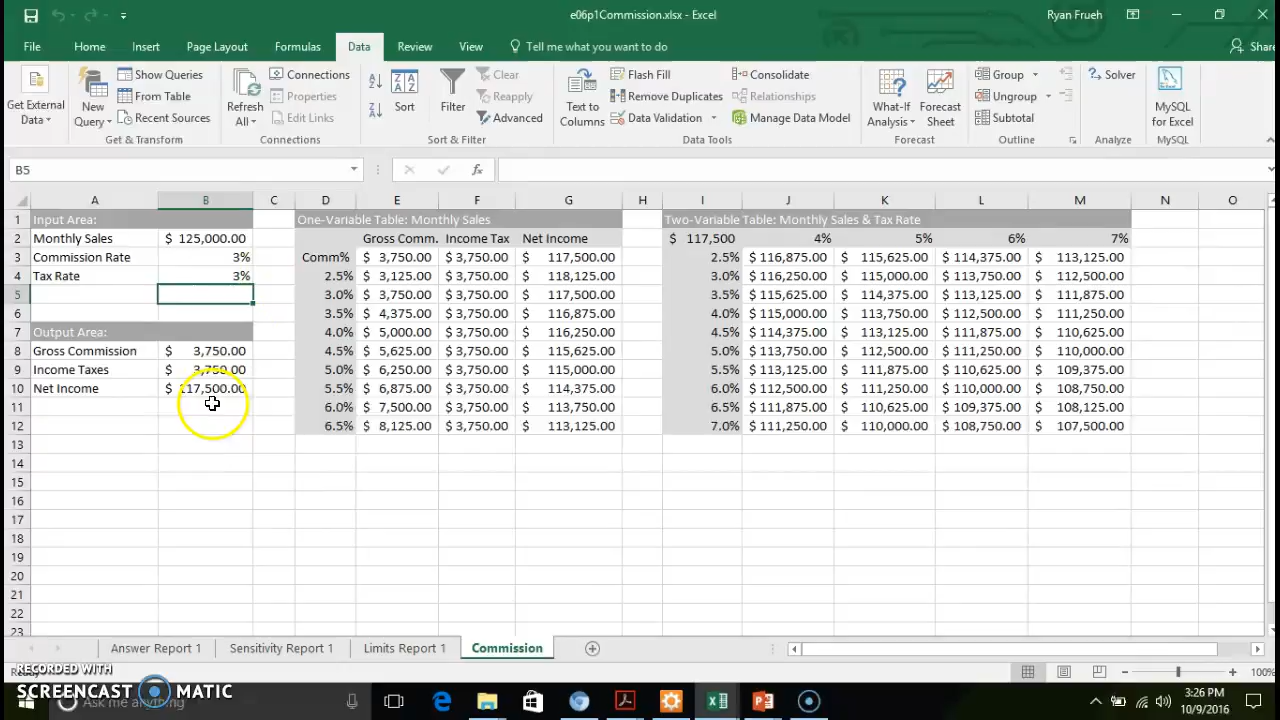 e06p1Commission.xlsx - Excel
Ryan Frueh
File Home Insert Page Layout Formulas Data Review View Tell me what you want to do Share
Show Queries Connections Clear Flash Fill Consolidate Group Solver
From Table Properties Reapply Remove Duplicates Relationships Ungroup
Get External Data New Query Recent Sources Refresh All Edit Links Sort Filter Advanced Text to Columns Data Validation Manage Data Model What-If Analysis Forecast Sheet Subtotal MySQL for Excel
Get & Transform Connections Sort & Filter Data Tools Forecast Outline Analyze MySQL
B5 fx
A B C D E F G H I J K L M N O
1 Input Area: One-Variable Table: Monthly Sales Two-Variable Table: Monthly Sales & Tax Rate
2 Monthly Sales $ 125,000.00 Gross Comm. Income Tax Net Income $ 117,500 4% 5% 6% 7%
3 Commission Rate 3% Comm% $ 3,750.00 $ 3,750.00 $ 117,500.00 2.5% $ 116,875.00 $ 115,625.00 $ 114,375.00 $ 113,125.00
4 Tax Rate 3% 2.5% $ 3,125.00 $ 3,750.00 $ 118,125.00 3.0% $ 116,250.00 $ 115,000.00 $ 113,750.00 $ 112,500.00
5 3.0% $ 3,750.00 $ 3,750.00 $ 117,500.00 3.5% $ 115,625.00 $ 114,375.00 $ 113,125.00 $ 111,875.00
6 3.5% $ 4,375.00 $ 3,750.00 $ 116,875.00 4.0% $ 115,000.00 $ 113,750.00 $ 112,500.00 $ 111,250.00
7 Output Area: 4.0% $ 5,000.00 $ 3,750.00 $ 116,250.00 4.5% $ 114,375.00 $ 113,125.00 $ 111,875.00 $ 110,625.00
8 Gross Commission $ 3,750.00 4.5% $ 5,625.00 $ 3,750.00 $ 115,625.00 5.0% $ 113,750.00 $ 112,500.00 $ 111,250.00 $ 110,000.00
9 Income Taxes $ 3,750.00 5.0% $ 6,250.00 $ 3,750.00 $ 115,000.00 5.5% $ 113,125.00 $ 111,875.00 $ 110,625.00 $ 109,375.00
10 Net Income $ 117,500.00 5.5% $ 6,875.00 $ 3,750.00 $ 114,375.00 6.0% $ 112,500.00 $ 111,250.00 $ 110,000.00 $ 108,750.00
11 6.0% $ 7,500.00 $ 3,750.00 $ 113,750.00 6.5% $ 111,875.00 $ 110,625.00 $ 109,375.00 $ 108,125.00
12 6.5% $ 8,125.00 $ 3,750.00 $ 113,125.00 7.0% $ 111,250.00 $ 110,000.00 $ 108,750.00 $ 107,500.00
13
14
15
16
17
18
19
20
21
22
23
Answer Report 1 Sensitivity Report 1 Limits Report 1 Commission
100%
RECORDED WITH
SCREENCAST MATIC
Ask me anything
3:26 PM
10/9/2016